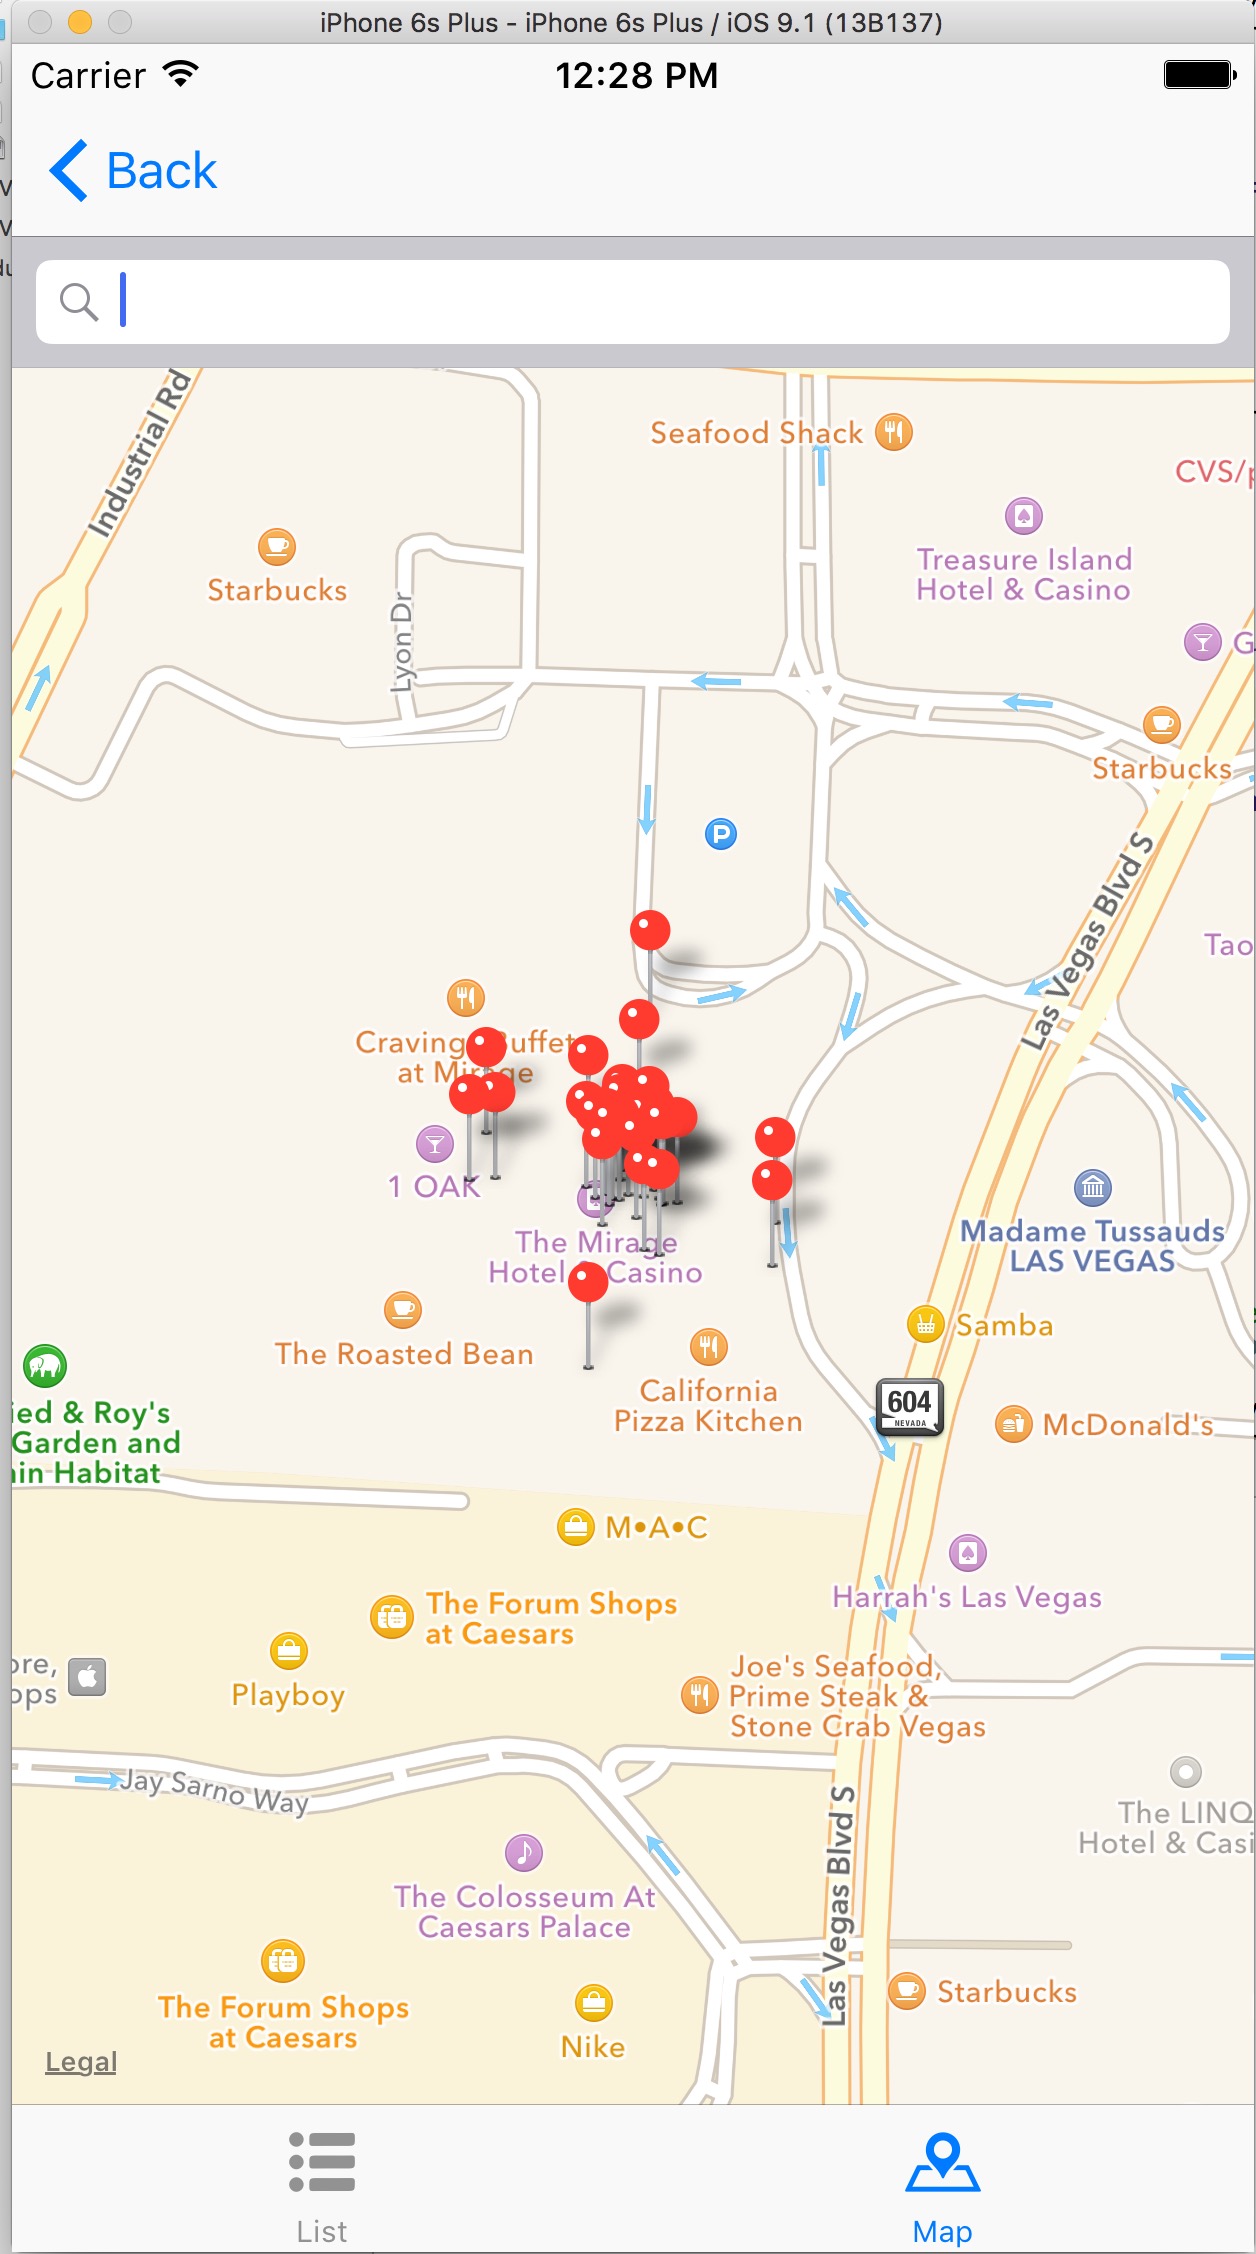 iPhone 6s Plus - iPhone 6s Plus / iOS 9.1 (13B137)
Carrier
12:28 PM
Back
Industrial Rd
Seafood Shack
CVS/p
Starbucks
Treasure Island
Hotel & Casino
Lyon Dr
G
Starbucks
P
Las Vegas Blvd S
Tao
at Mirage
1 OAK
The Mirage
Hotel & Casino
Madame Tussauds
LAS VEGAS
Samba
The Roasted Bean
California
Pizza Kitchen
604
NEVADA
McDonald's
ied & Roy's
Garden and
in Habitat
M•A•C
Harrah's Las Vegas
The Forum Shops
at Caesars
ore,
ops
Playboy
Joe's Seafood,
Prime Steak &
Stone Crab Vegas
Jay Sarno Way
Las Vegas Blvd S
The LINQ
Hotel & Casi
The Colosseum At
Caesars Palace
The Forum Shops
at Caesars
Nike
Starbucks
Legal
List
Map